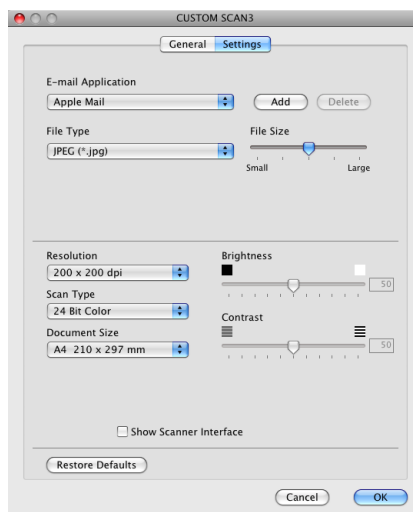 CUSTOM SCAN3
General Settings
E-mail Application
Apple Mail Add Delete
File Type File Size
JPEG (*.jpg)
Small Large
Resolution Brightness
200 x 200 dpi
50
Scan Type
24 Bit Color Contrast
Document Size
A4 210 x 297 mm 50
Show Scanner Interface
Restore Defaults
Cancel OK